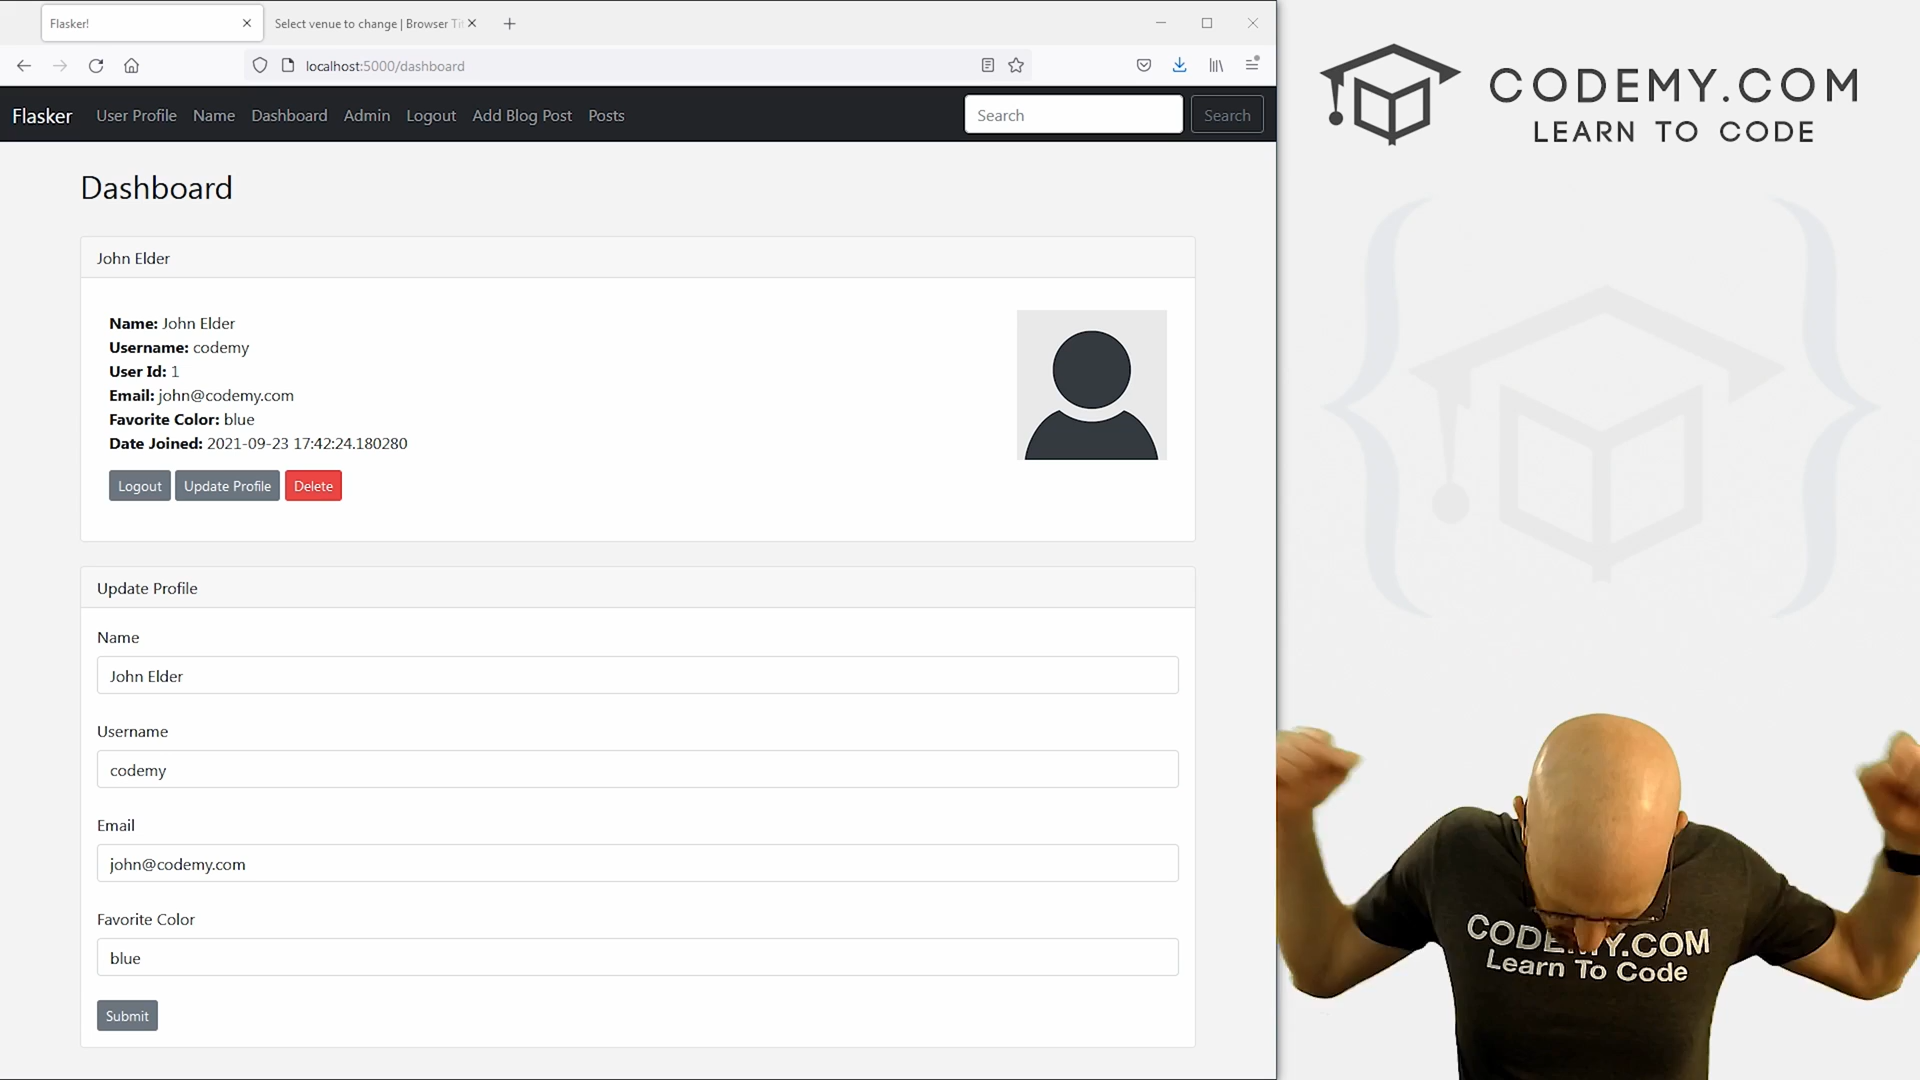 Flasker!
Select venue to change | Browser Ti
localhost:5000/dashboard
Flasker User Profile Name Dashboard Admin Logout Add Blog Post Posts Search Search
CODEMY.COM
LEARN TO CODE
Dashboard
John Elder
Name: John Elder
Username: codemy
User Id: 1
Email: john@codemy.com
Favorite Color: blue
Date Joined: 2021-09-23 17:42:24.180280
Logout Update Profile Delete
Update Profile
Name
John Elder
Username
codemy
Email
john@codemy.com
Favorite Color
blue
Submit
CODEMY.COM
Learn To Code